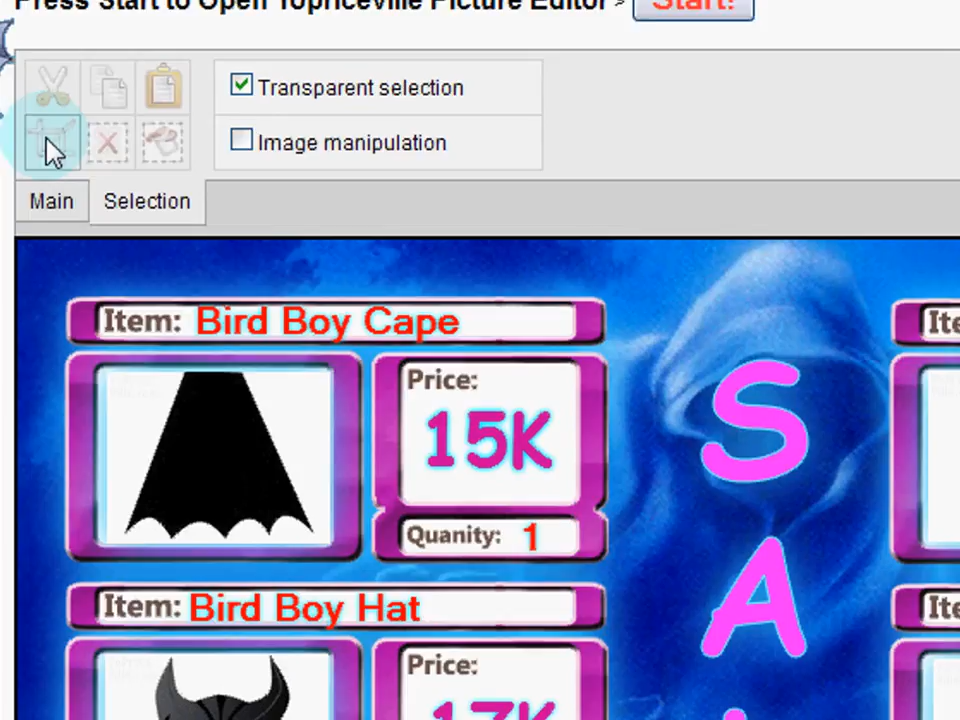 Press Start to Open Topriceville Picture Editor > Start!
Transparent selection
Image manipulation
Main Selection
Item: Bird Boy Cape
Price:
15K
Quanity: 1
Item: Bird Boy Hat
Price:
17K
S
A